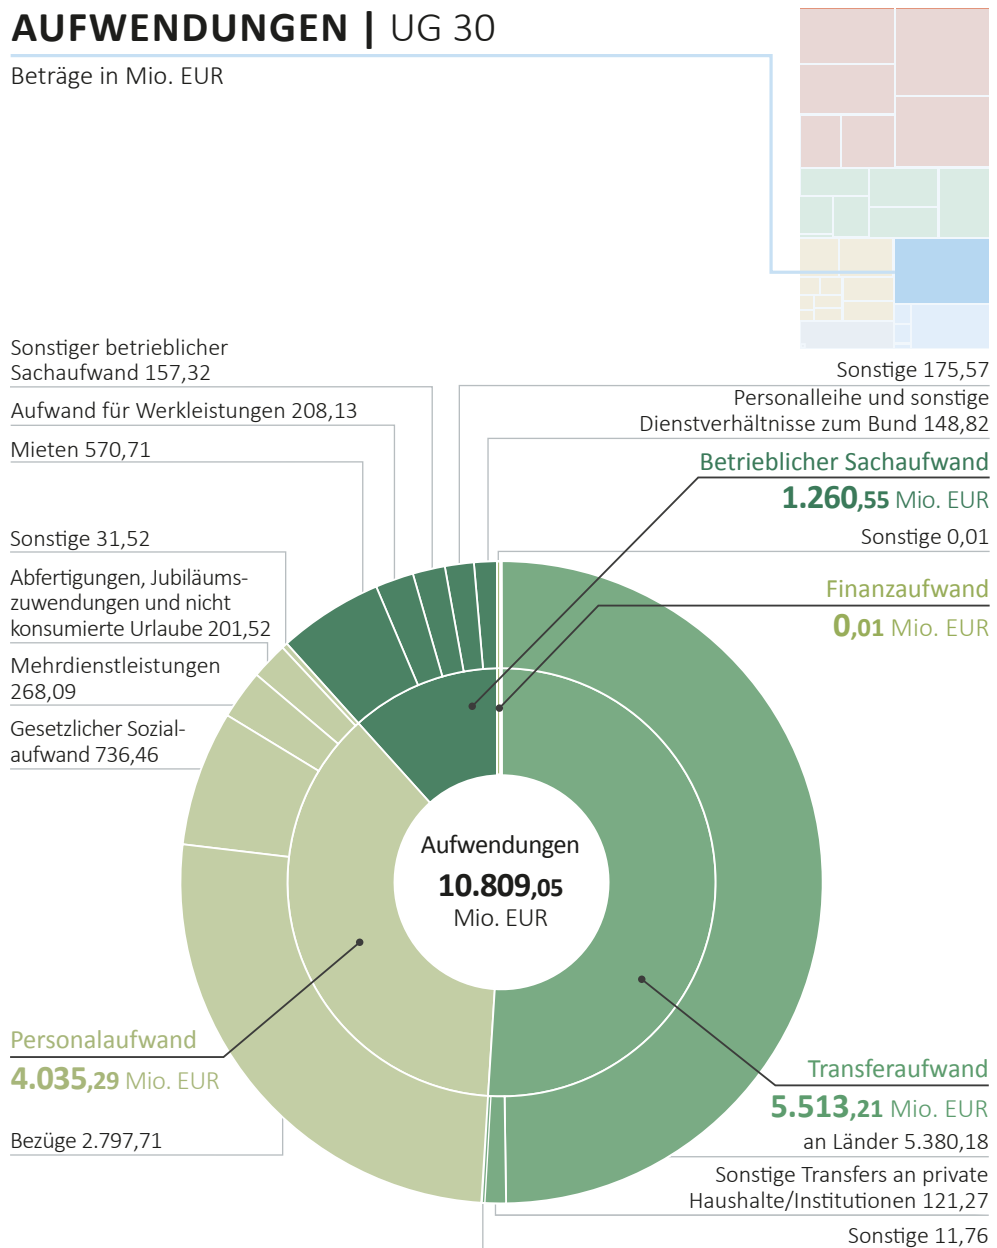 AUFWENDUNGEN | UG 30
Beträge in Mio. EUR
Sonstiger betrieblicher
Sachaufwand 157,32
Aufwand für Werkleistungen 208,13
Mieten 570,71
Sonstige 31,52
Abfertigungen, Jubiläums-
zuwendungen und nicht
konsumierte Urlaube 201,52
Mehrdienstleistungen
268,09
Gesetzlicher Sozial-
aufwand 736,46
Sonstige 175,57
Personalleihe und sonstige
Dienstverhältnisse zum Bund 148,82
Betrieblicher Sachaufwand
1.260,55 Mio. EUR
Sonstige 0,01
Finanzaufwand
0,01 Mio. EUR
Aufwendungen
10.809,05
Mio. EUR
Personalaufwand
4.035,29 Mio. EUR
Bezüge 2.797,71
Transferaufwand
5.513,21 Mio. EUR
an Länder 5.380,18
Sonstige Transfers an private
Haushalte/Institutionen 121,27
Sonstige 11,76